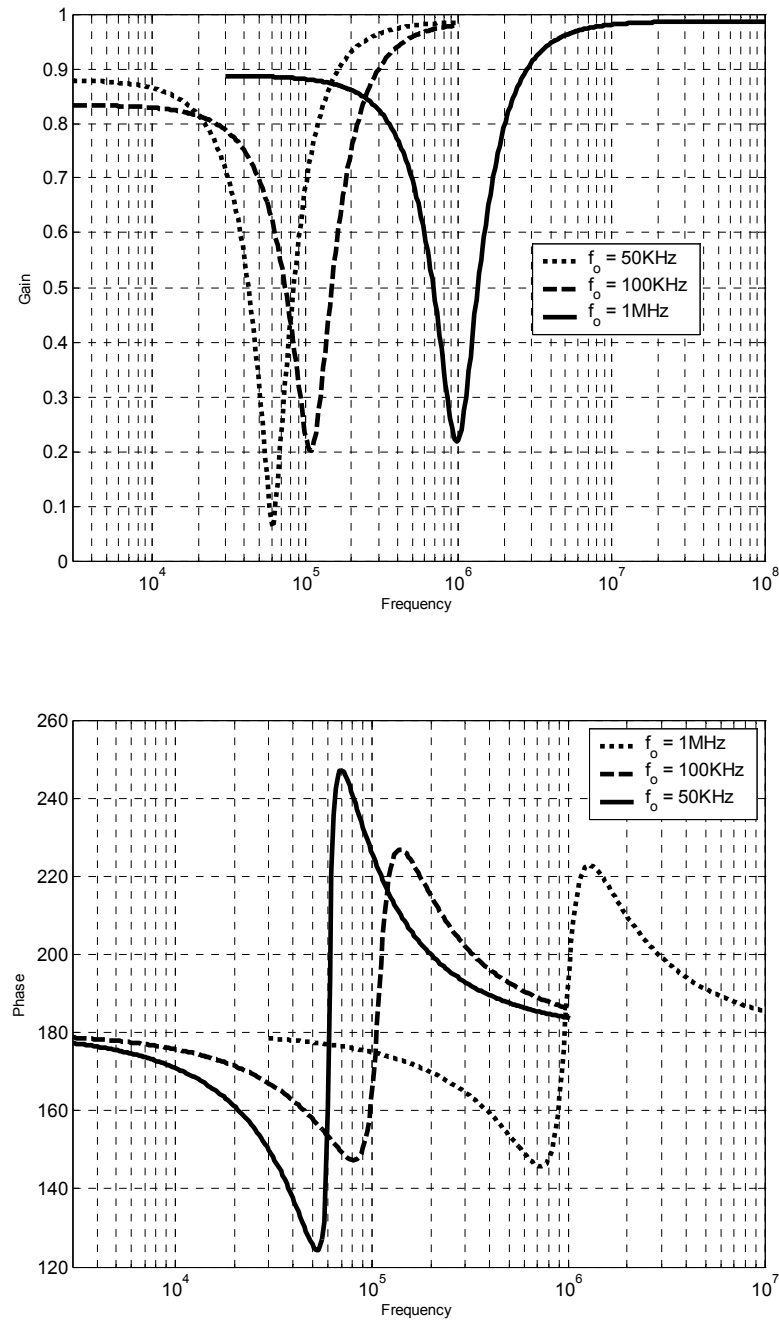 1
0.9
0.8
0.7
0.6
0.5
0.4
0.3
0.2
0.1
0
Gain
10^4
10^5
10^6
10^7
10^8
Frequency
f_o = 50KHz
f_o = 100KHz
f_o = 1MHz
260
240
220
200
180
160
140
120
Phase
10^4
10^5
10^6
10^7
Frequency
f_o = 1MHz
f_o = 100KHz
f_o = 50KHz